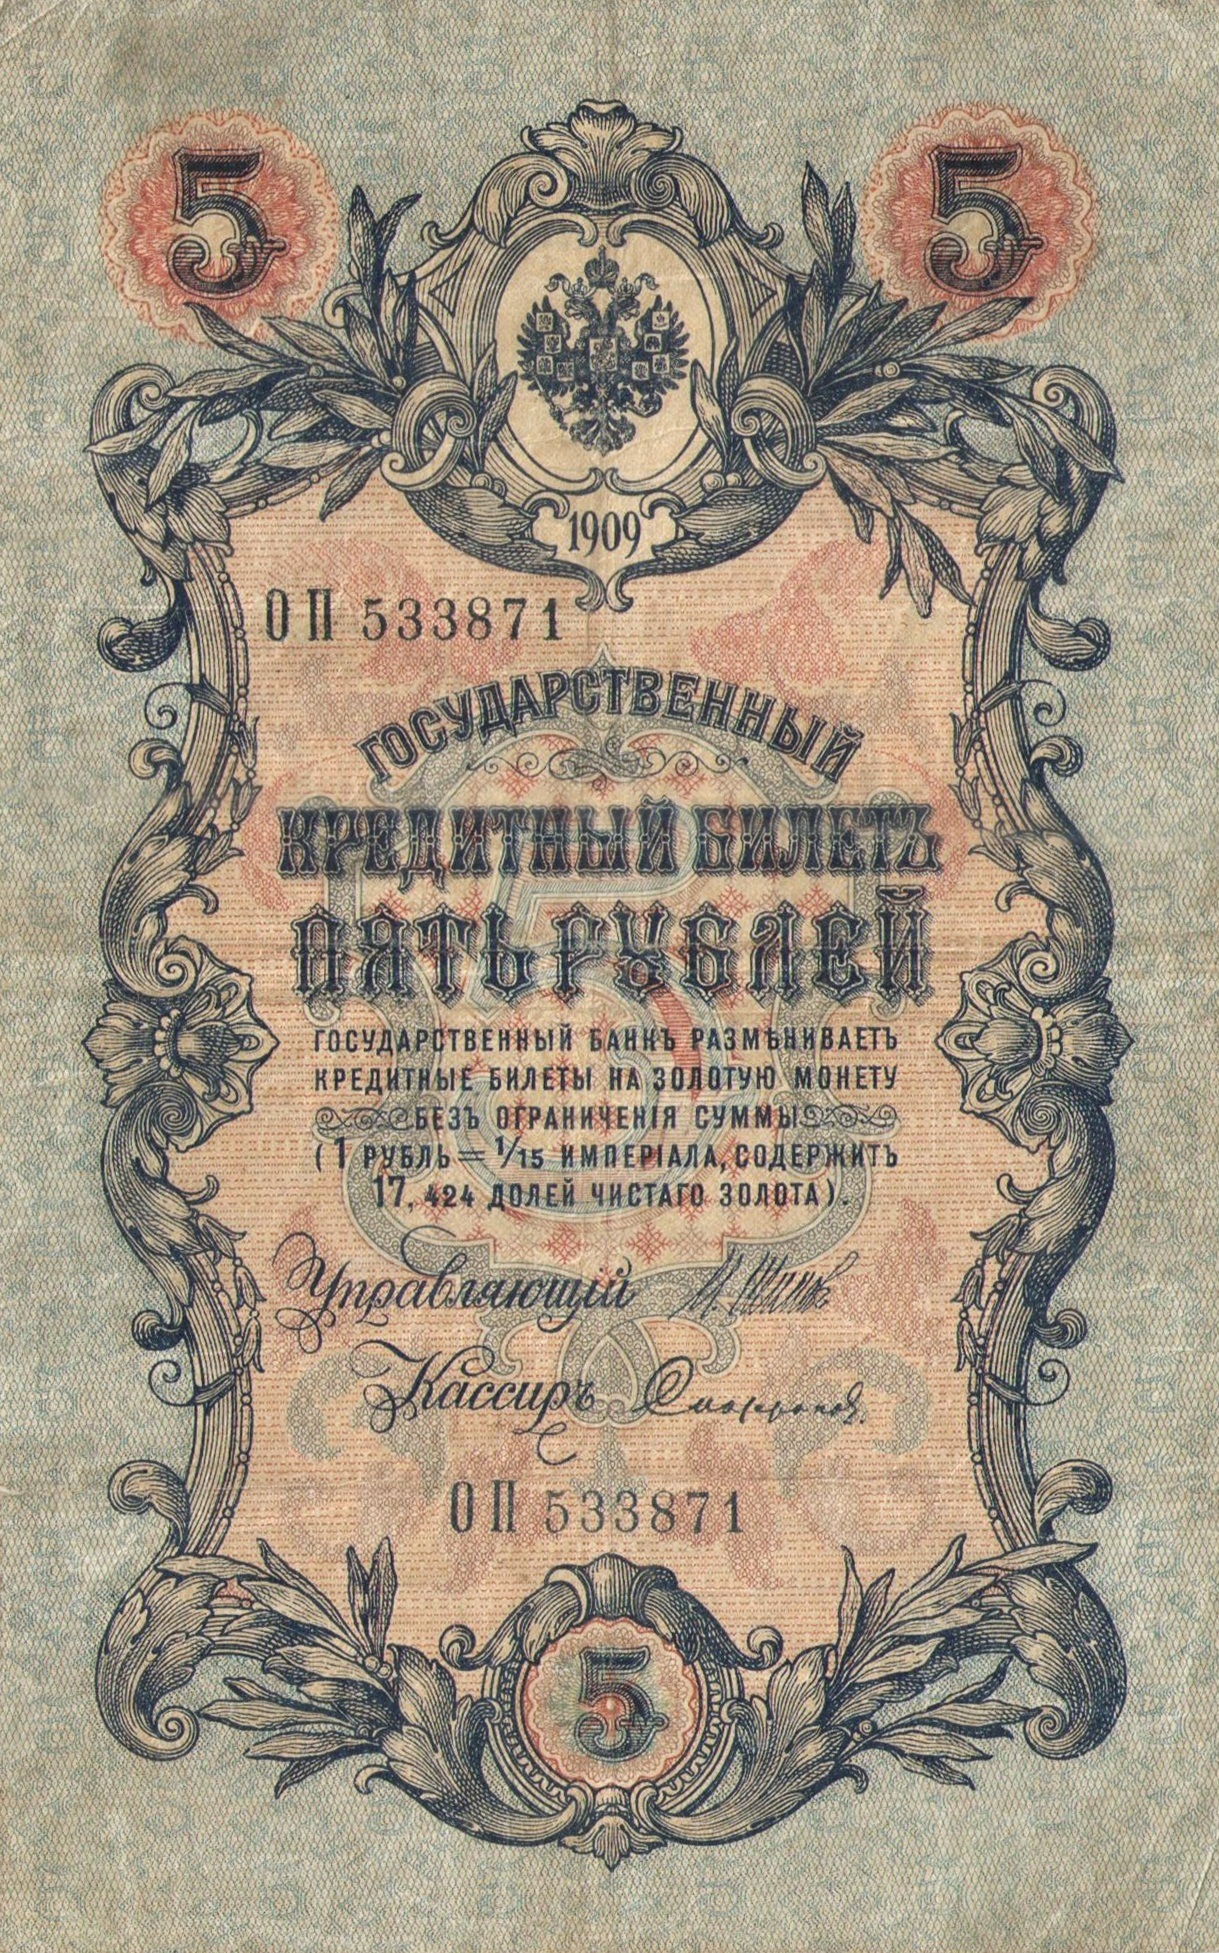 5 5
1909
ОП 533871
ГОСУДАРСТВЕННЫЙ
КРЕДИТНЫЙ БИЛЕТЪ
ПЯТЬ РУБЛЕЙ
ГОСУДАРСТВЕННЫЙ БАНКЪ РАЗМѢНИВАЕТЪ
КРЕДИТНЫЕ БИЛЕТЫ НА ЗОЛОТУЮ МОНЕТУ
БЕЗЪ ОГРАНИЧЕНІЯ СУММЫ
(1 РУБЛЬ = 1/15 ИМПЕРІАЛА, СОДЕРЖИТЪ
17, 424 ДОЛЕЙ ЧИСТАГО ЗОЛОТА).
Управляющій И. Шипов
Кассиръ
ОП 533871
5